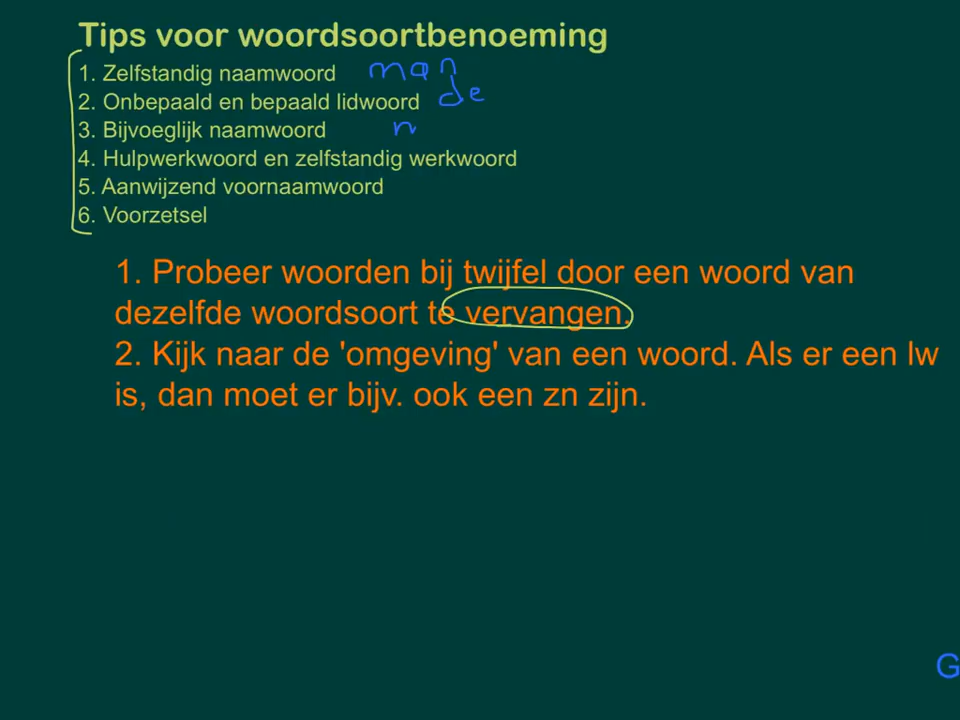 Tips voor woordsoortbenoeming
1. Zelfstandig naamwoord man
2. Onbepaald en bepaald lidwoord de
3. Bijvoeglijk naamwoord
4. Hulpwerkwoord en zelfstandig werkwoord
5. Aanwijzend voornaamwoord
6. Voorzetsel
1. Probeer woorden bij twijfel door een woord van
dezelfde woordsoort te vervangen.
2. Kijk naar de 'omgeving' van een woord. Als er een lw
is, dan moet er bijv. ook een zn zijn.
G